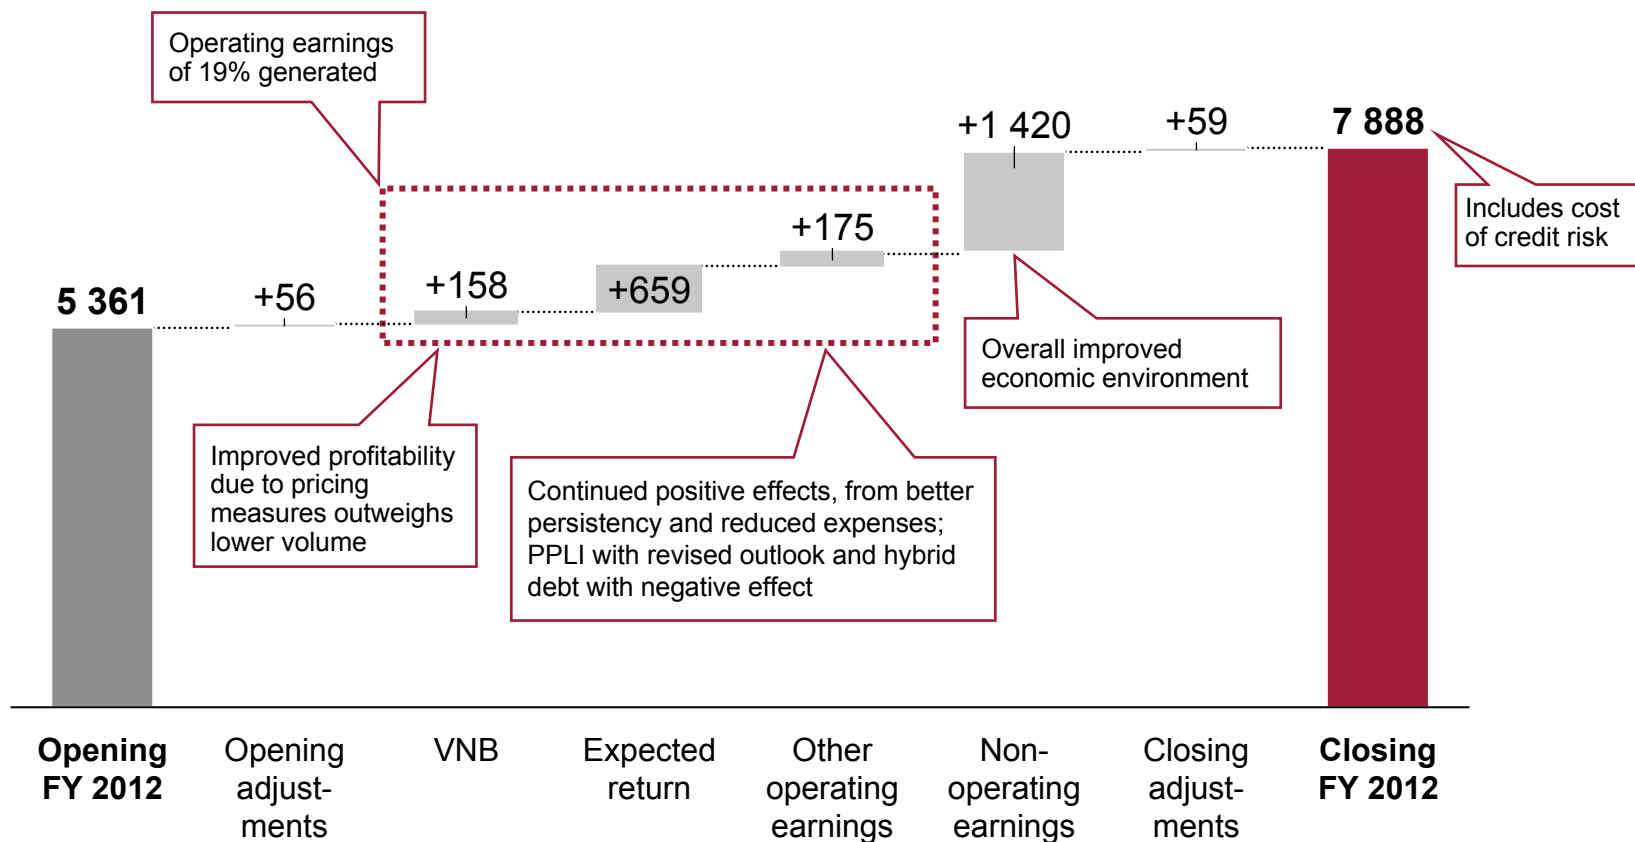 Operating earnings
of 19% generated
+1 420
+59
7 888
Includes cost
of credit risk
+175
5 361
+56
+158
+659
Overall improved
economic environment
Improved profitability
due to pricing
measures outweighs
lower volume
Continued positive effects, from better
persistency and reduced expenses;
PPLI with revised outlook and hybrid
debt with negative effect
Opening
FY 2012
Opening
adjust-
ments
VNB
Expected
return
Other
operating
earnings
Non-
operating
earnings
Closing
adjust-
ments
Closing
FY 2012